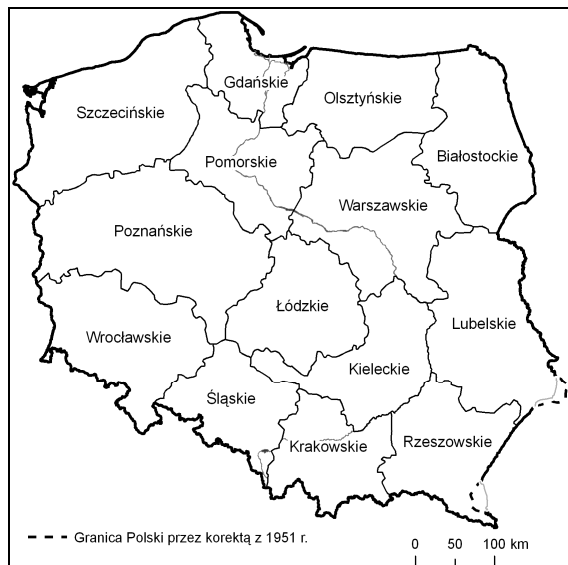 Gdańskie
Olsztyńskie
Szczecińskie
Białostockie
Pomorskie
Warszawskie
Poznańskie
Łódzkie
Lubelskie
Wrocławskie
Kieleckie
Śląskie
Rzeszowskie
Krakowskie
Granica Polski przez korektą z 1951 r.
0 50 100 km